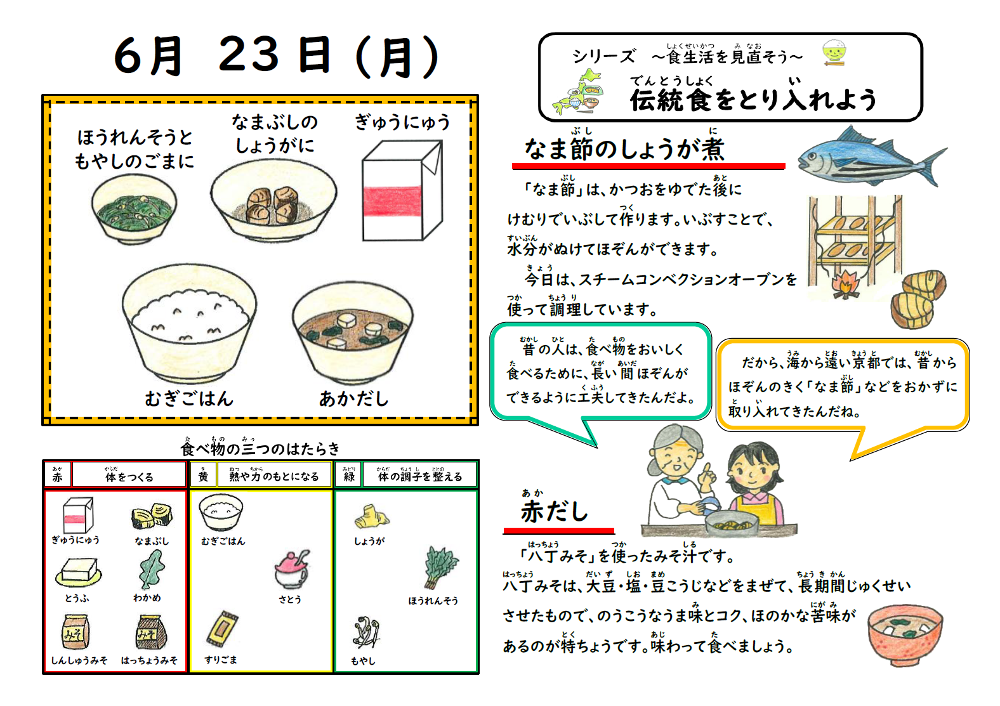 6月 23日(月)
ほうれんそうと
もやしのごまに
なまぶしの
しょうがに
ぎゅうにゅう
むぎごはん
あかだし
食べ物の三つのはたらき
赤 体をつくる
黄 熱や力のもとになる
緑 体の調子を整える
ぎゅうにゅう
なまぶし
とうふ
わかめ
みそ
しんしゅうみそ
みそ
はっちょうみそ
むぎごはん
さとう
すりごま
しょうが
ほうれんそう
もやし
シリーズ ～食生活を見直そう～
伝統食をとり入れよう
なま節のしょうが煮
「なま節」は、かつおをゆでた後に
けむりでいぶして作ります。いぶすことで、
水分がぬけてほぞんができます。
今日は、スチームコンベクションオーブンを
使って調理しています。
昔の人は、食べ物をおいしく
食べるために、長い間ほぞんが
できるように工夫してきたんだよ。
だから、海から遠い京都では、昔から
ほぞんのきく「なま節」などをおかずに
取り入れてきたんだね。
赤だし
「八丁みそ」を使ったみそ汁です。
八丁みそは、大豆・塩・豆こうじなどをまぜて、長期間じゅくせい
させたもので、のうこうなうま味とコク、ほのかな苦味が
あるのが特ちょうです。味わって食べましょう。